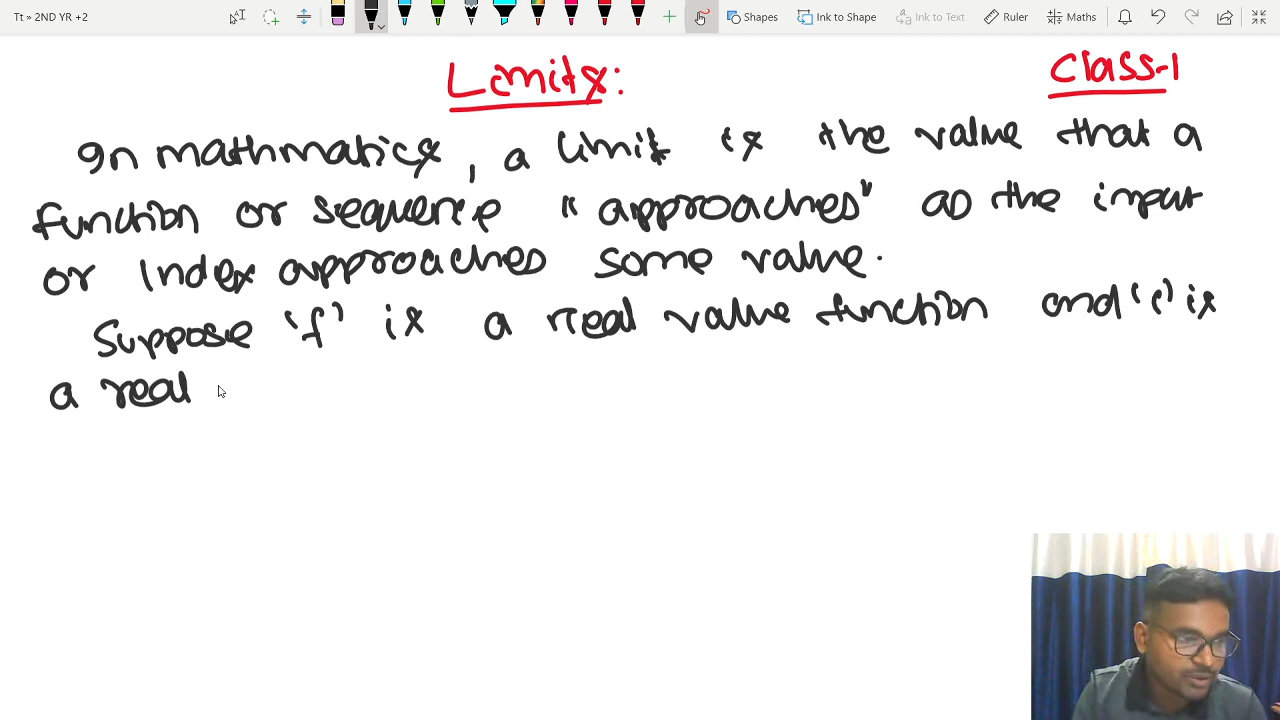 Tt » 2ND YR +2
Shapes
Ink to Shape
Ink to Text
Ruler
Maths
Limits:
Class-1
In mathmatics, a limit is the value that a
function or sequence "approaches" as the input
or Index approaches some value.
Suppose 'f' is a real value function and 'c' is
a real